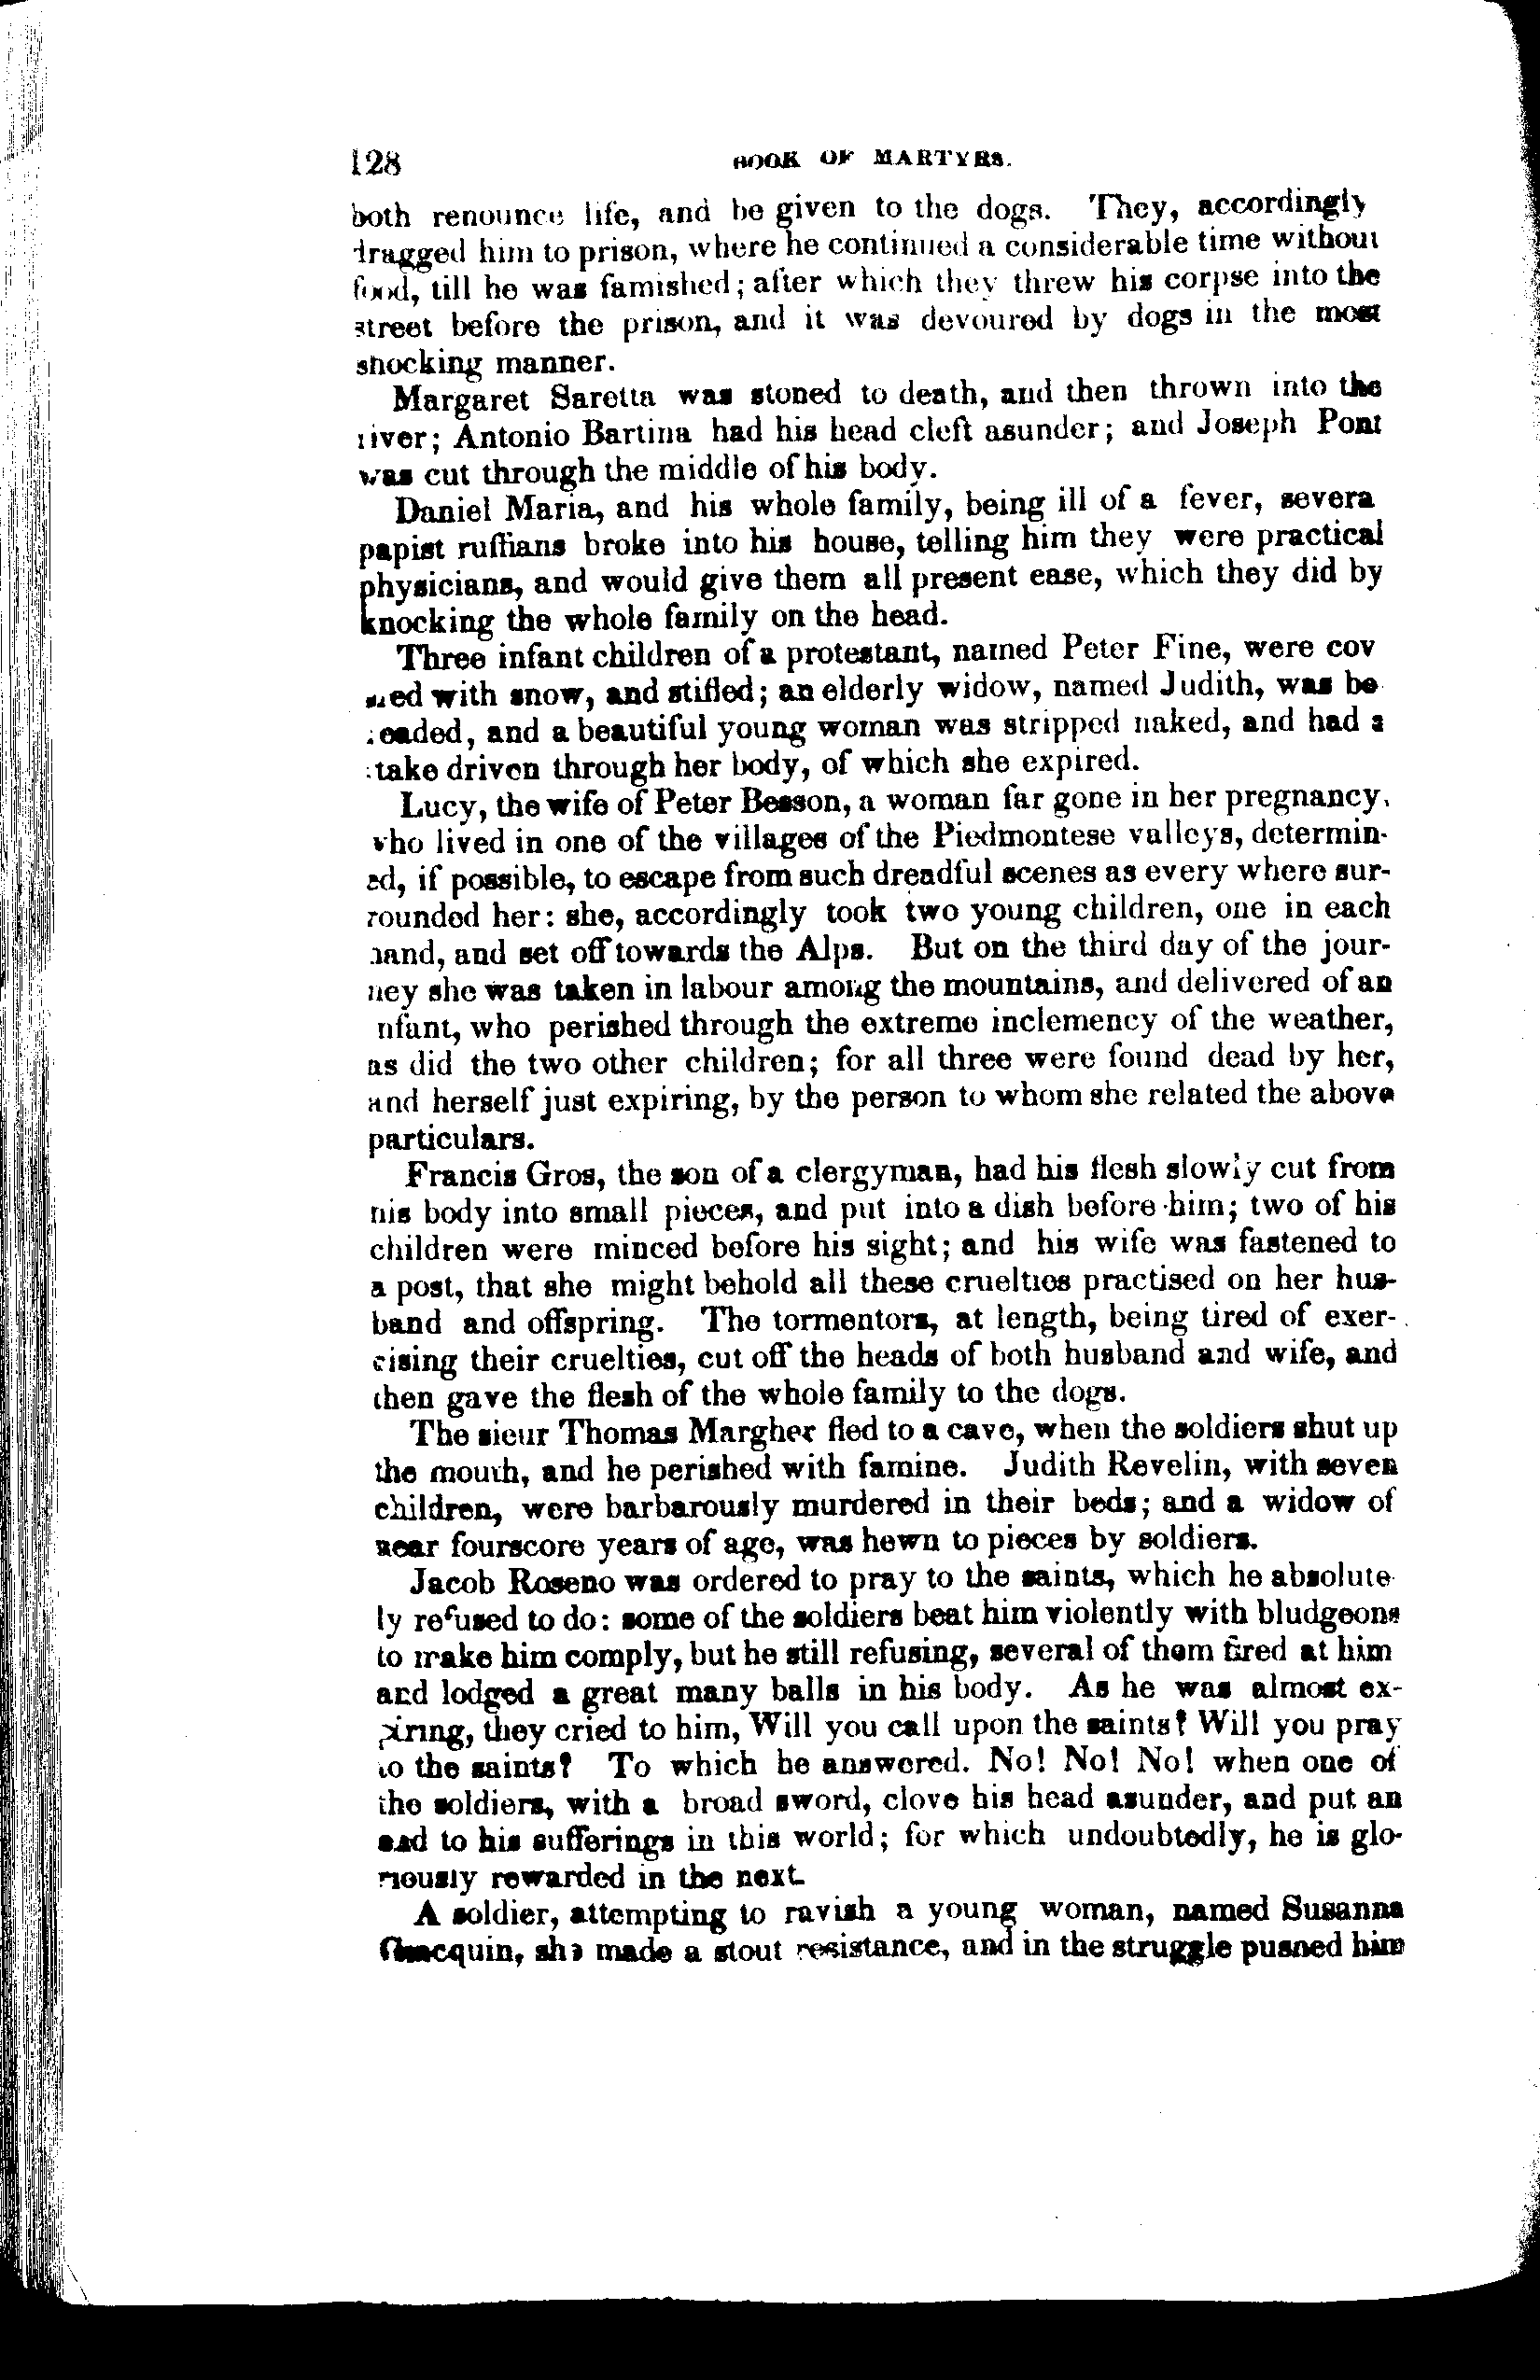 128 BOOK OF MARTYRS.
both renounce life, and be given to the dogs. They, accordingly
dragged him to prison, where he continued a considerable time without
food, till he was famished; after which they threw his corpse into the
street before the prison, and it was devoured by dogs in the most
shocking manner.
Margaret Saretta was stoned to death, and then thrown into the
river; Antonio Bartina had his head cleft asunder; and Joseph Pont
was cut through the middle of his body.
Daniel Maria, and his whole family, being ill of a fever, severa
papist ruffians broke into his house, telling him they were practical
physicians, and would give them all present ease, which they did by
knocking the whole family on the head.
Three infant children of a protestant, named Peter Fine, were cov
ered with snow, and stifled; an elderly widow, named Judith, was be
headed, and a beautiful young woman was stripped naked, and had a
stake driven through her body, of which she expired.
Lucy, the wife of Peter Besson, a woman far gone in her pregnancy,
who lived in one of the villages of the Piedmontese valleys, determin-
ed, if possible, to escape from such dreadful scenes as every where sur-
rounded her: she, accordingly took two young children, one in each
hand, and set off towards the Alps. But on the third day of the jour-
ney she was taken in labour among the mountains, and delivered of an
nfant, who perished through the extreme inclemency of the weather,
as did the two other children; for all three were found dead by her,
and herself just expiring, by the person to whom she related the above
particulars.
Francis Gros, the son of a clergyman, had his flesh slowly cut from
his body into small pieces, and put into a dish before him; two of his
children were minced before his sight; and his wife was fastened to
a post, that she might behold all these cruelties practised on her hus-
band and offspring. The tormentors, at length, being tired of exer-
cising their cruelties, cut off the heads of both husband and wife, and
then gave the flesh of the whole family to the dogs.
The sieur Thomas Margher fled to a cave, when the soldiers shut up
the mouth, and he perished with famine. Judith Revelin, with seven
children, were barbarously murdered in their beds; and a widow of
near fourscore years of age, was hewn to pieces by soldiers.
Jacob Roseno was ordered to pray to the saints, which he absolute
ly refused to do: some of the soldiers beat him violently with bludgeons
to make him comply, but he still refusing, several of them fired at him
and lodged a great many balls in his body. As he was almost ex-
piring, they cried to him, Will you call upon the saints? Will you pray
to the saints? To which he answered. No! No! No! when one of
the soldiers, with a broad sword, clove his head asunder, and put an
end to his sufferings in this world; for which undoubtedly, he is glo-
riously rewarded in the next.
A soldier, attempting to ravish a young woman, named Susanna
she made a stout resistance, and in the struggle pushed him